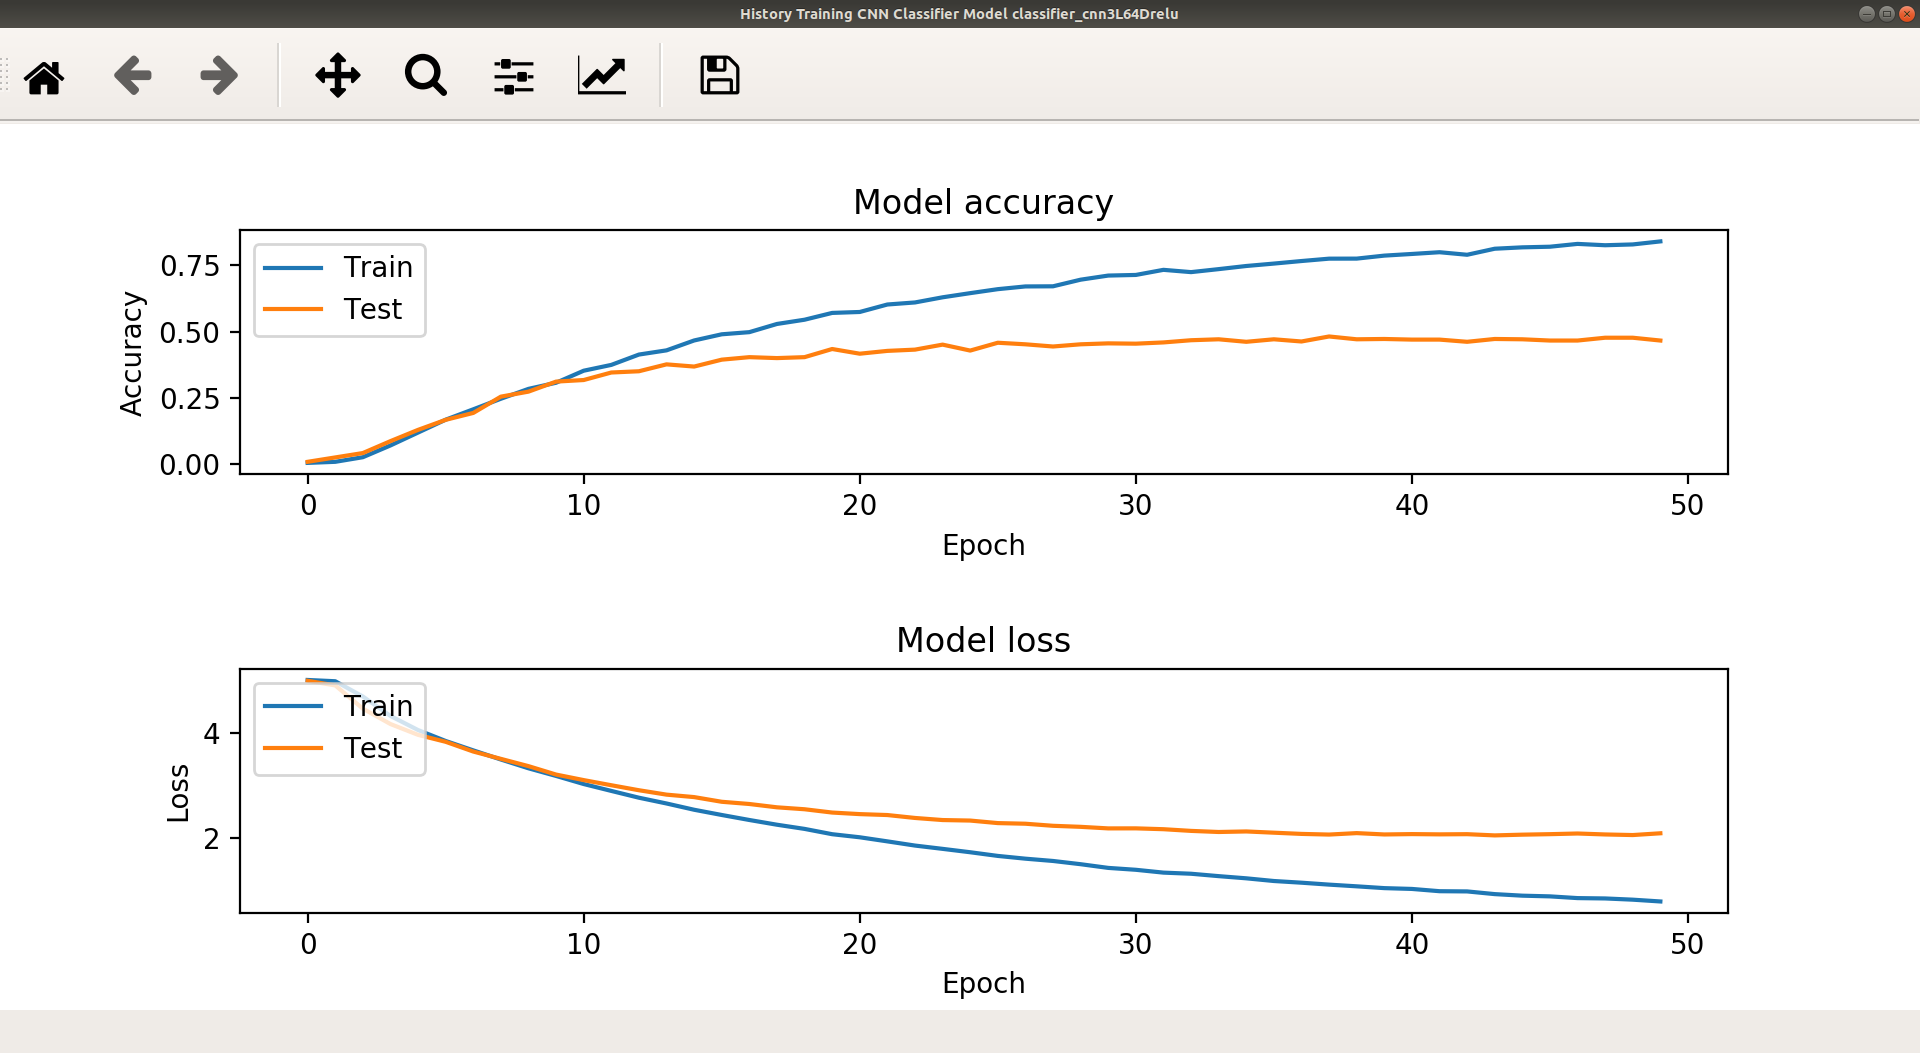 History Training CNN Classifier Model classifier_cnn3L64Drelu
Model accuracy
Train
Test
0.75
0.50
0.25
0.00
Accuracy
0 10 20 30 40 50
Epoch
Model loss
Train
Test
4
2
Loss
0 10 20 30 40 50
Epoch